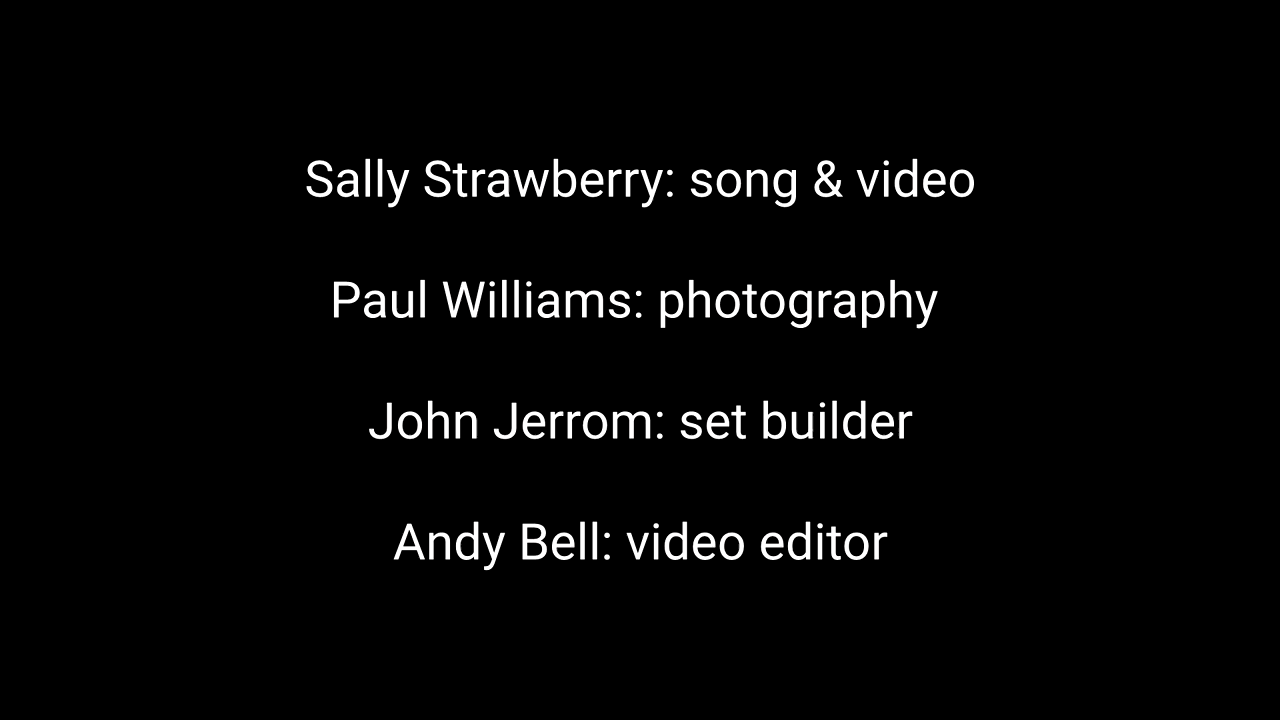 Sally Strawberry: song & video
Paul Williams: photography
John Jerrom: set builder
Andy Bell: video editor